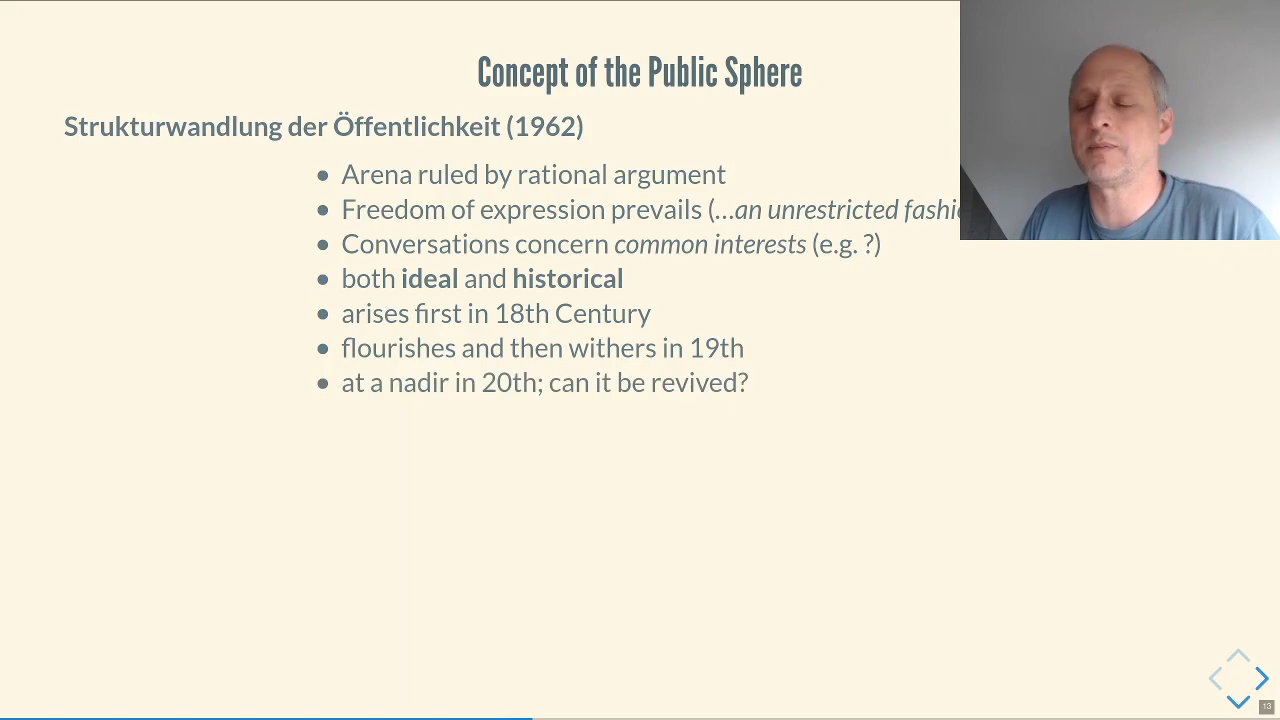 Concept of the Public Sphere
Strukturwandlung der Öffentlichkeit (1962)
• Arena ruled by rational argument
• Freedom of expression prevails (...an unrestricted
• Conversations concern common interests (e.g. ?)
• both ideal and historical
• arises first in 18th Century
• flourishes and then withers in 19th
• at a nadir in 20th; can it be revived?
13